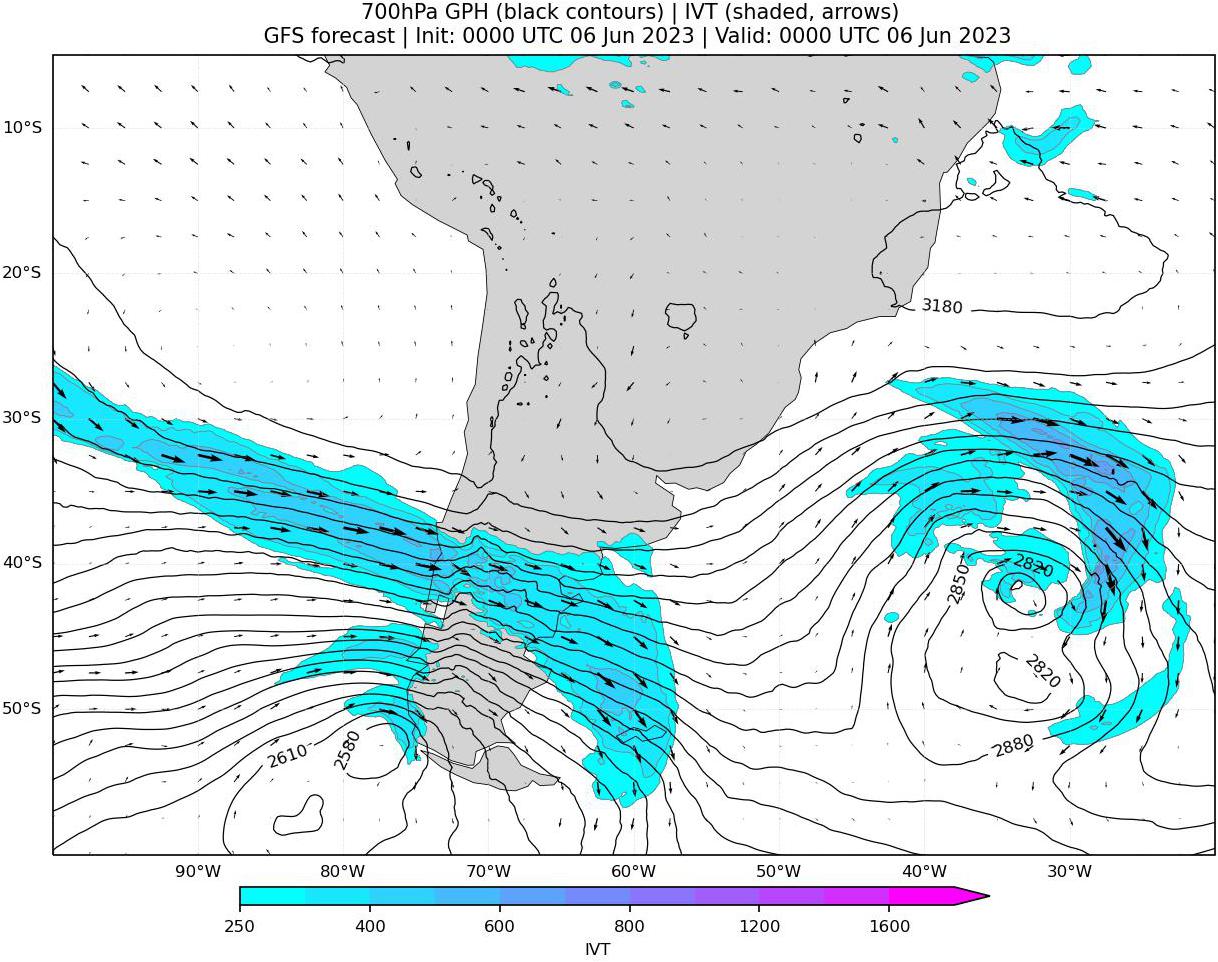 700hPa GPH (black contours) | IVT (shaded, arrows)
GFS forecast | Init: 0000 UTC 06 Jun 2023 | Valid: 0000 UTC 06 Jun 2023
10°S
20°S
3180
30°S
40°S
2820
2850
2820
50°S
2610
2580
2880
90°W 80°W 70°W 60°W 50°W 40°W 30°W
250 400 600 800 1200 1600
IVT